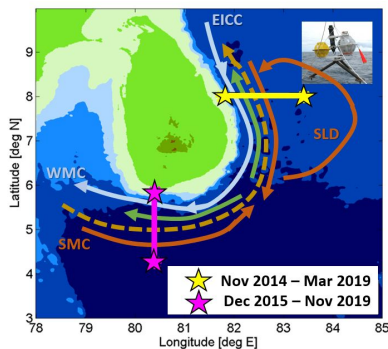 EICC
9
8
7
6
5
4
3
Latitude [deg N]
SLD
WMC
SMC
Nov 2014 – Mar 2019
Dec 2015 – Nov 2019
78 79 80 81 82 83 84
Longitude [deg E]